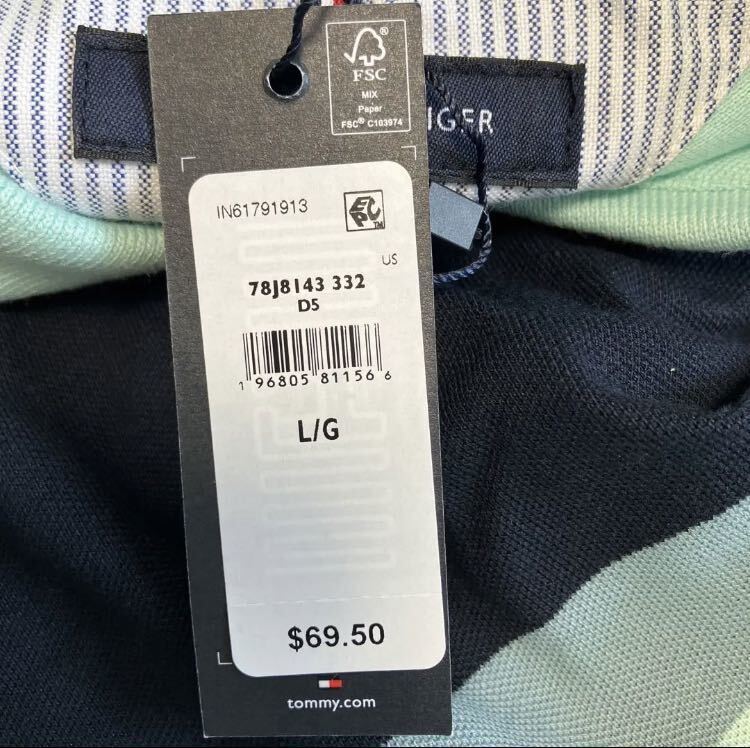 FSC®
MIX
Paper
FSC® C103974
IGER
IN61791913
EPC™
US
78J8143 332
D5
1 96805 81156 6
L/G
$69.50
tommy.com